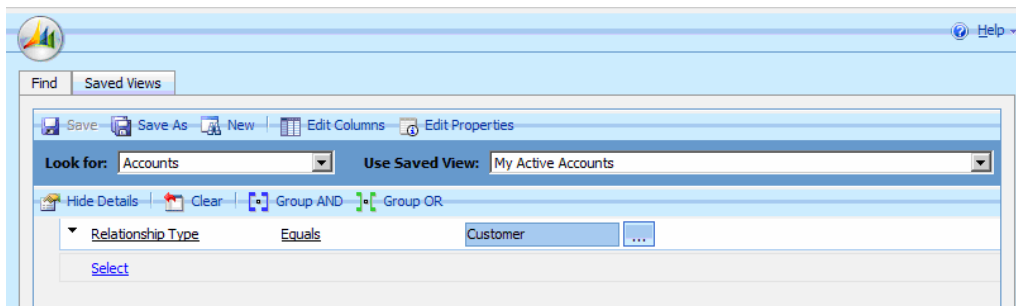 Help
Find Saved Views
Save Save As New Edit Columns Edit Properties
Look for: Accounts Use Saved View: My Active Accounts
Hide Details Clear Group AND Group OR
Relationship Type Equals Customer ...
Select